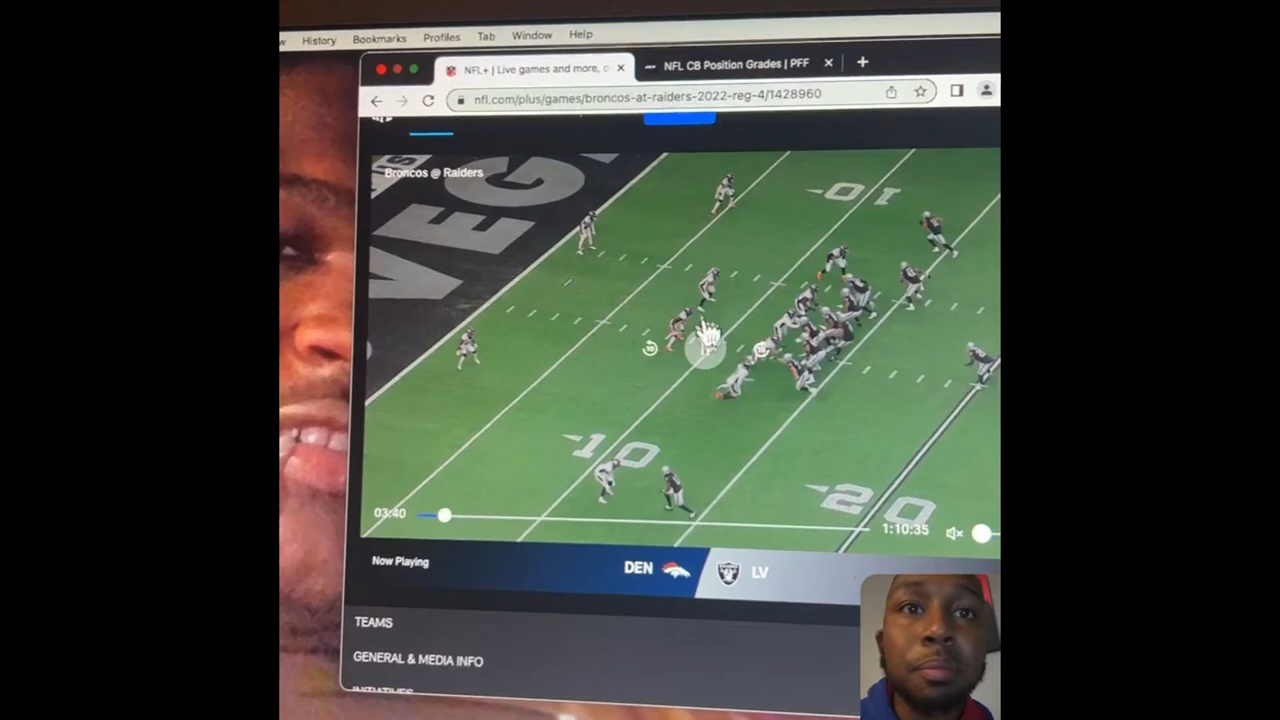 History Bookmarks Profiles Tab Window Help
NFL+ | Live games and more, o
NFL CB Position Grades | PFF
nfl.com/plus/games/broncos-at-raiders-2022-reg-4/1428960
Broncos @ Raiders
VEG
10
10
20
10
03:40
1:10:35
Now Playing
DEN
LV
TEAMS
GENERAL & MEDIA INFO
INITIATIVES